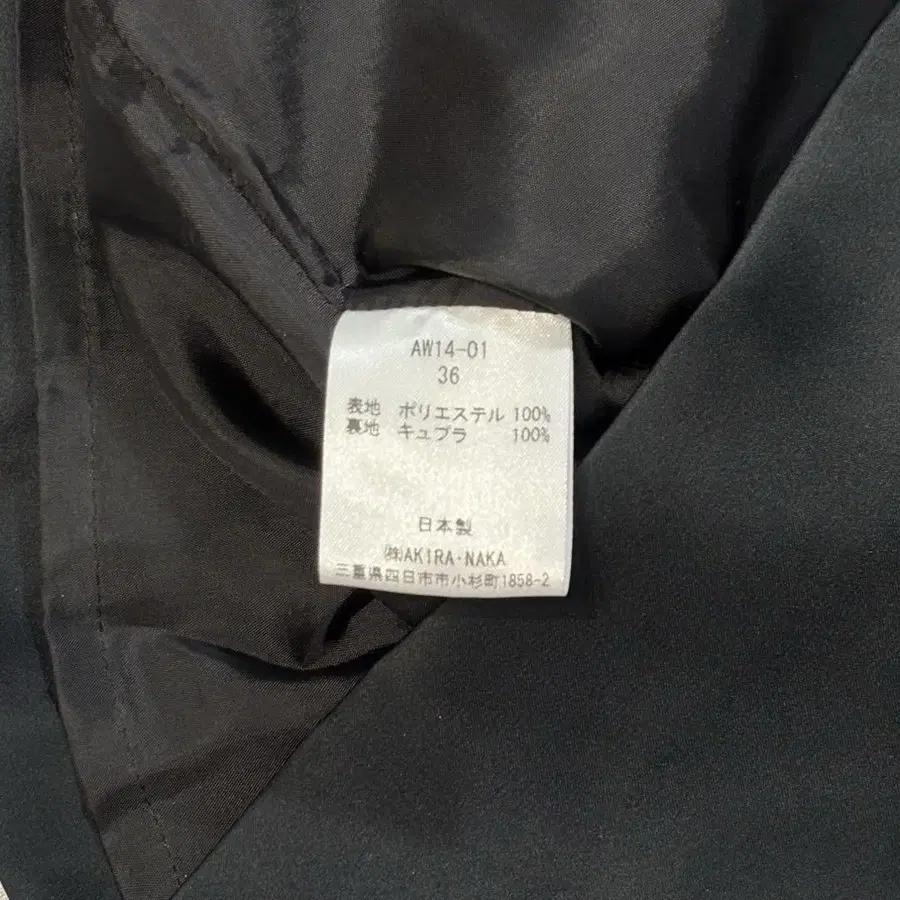 AW14-01
36
表地 ポリエステル 100%
裏地 キュプラ 100%
日本製
㈱AKIRA・NAKA
三重県四日市市小杉町1858-2